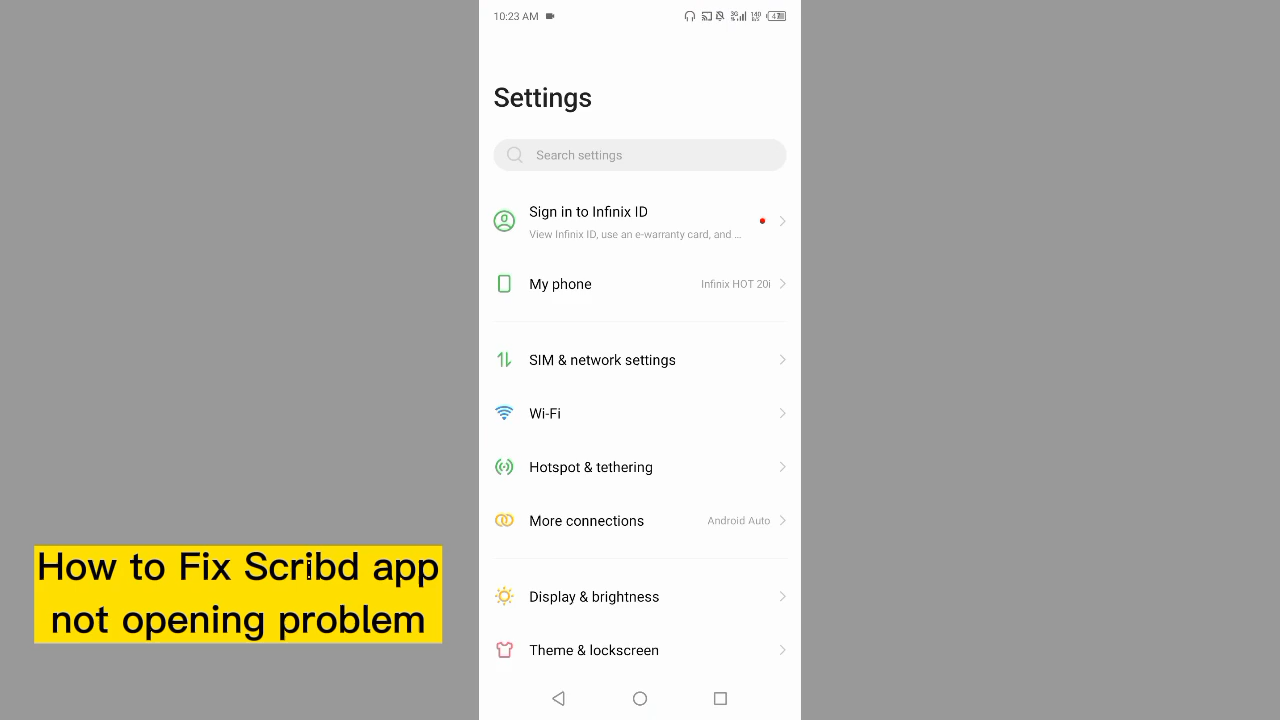 10:23 AM
Settings
Search settings
Sign in to Infinix ID
View Infinix ID, use an e-warranty card, and ...
My phone
Infinix HOT 20i
SIM & network settings
Wi-Fi
Hotspot & tethering
More connections
Android Auto
Display & brightness
Theme & lockscreen
How to Fix Scribd app
not opening problem